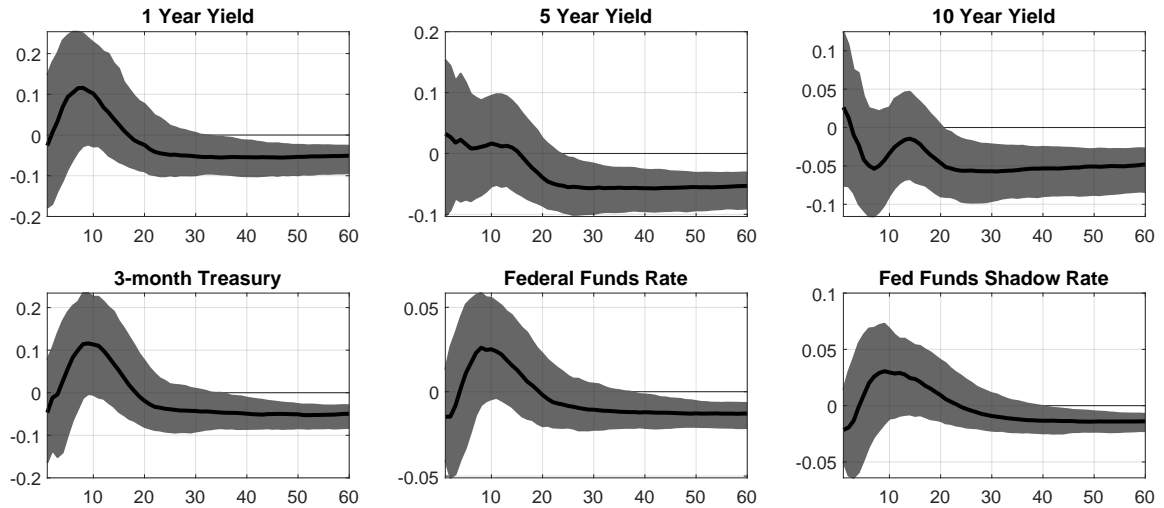 1 Year Yield
0.2
0.1
0
-0.1
-0.2
10 20 30 40 50 60
5 Year Yield
0.2
0.1
0
-0.1
10 20 30 40 50 60
10 Year Yield
0.1
0.05
0
-0.05
-0.1
10 20 30 40 50 60
3-month Treasury
0.2
0.1
0
-0.1
-0.2
10 20 30 40 50 60
Federal Funds Rate
0.05
0
-0.05
10 20 30 40 50 60
Fed Funds Shadow Rate
0.1
0.05
0
-0.05
10 20 30 40 50 60